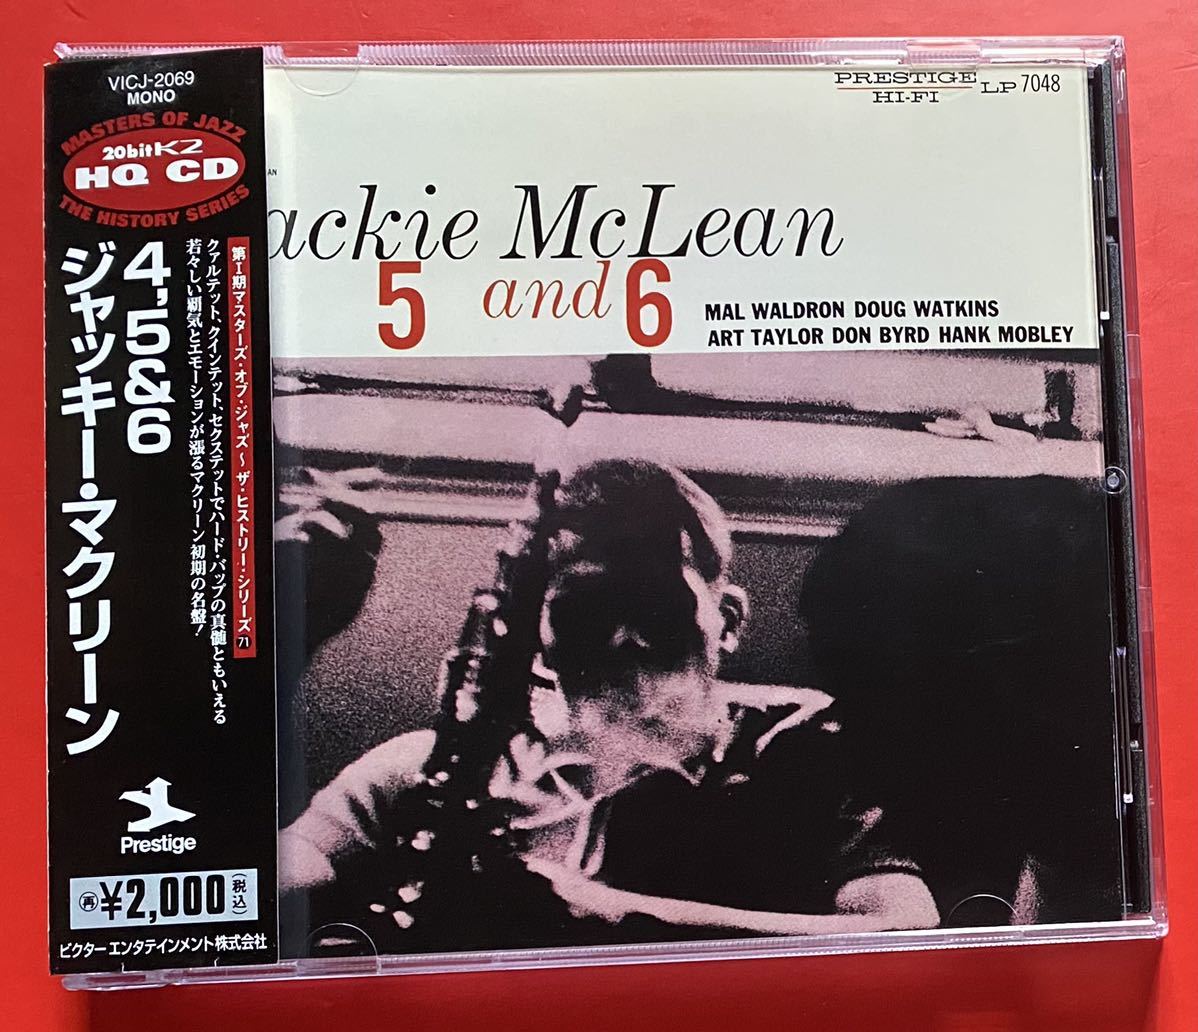 VICJ-2069
MONO
MASTERS OF JAZZ
20bit K2
HQ CD
THE HISTORY SERIES
第Ⅰ期マスターズ・オブ・ジャズ〜ザ・ヒストリー・シリーズ71
クァルテット、クインテット、セクステットでハード・バップの真髄ともいえる
若々しい覇気とエモーションが漲るマクリーン初期の名盤!
4,5&6
ジャッキー・マクリーン
Prestige
再 ¥2,000(税込)
ビクターエンタテインメント株式会社
PRESTIGE
HI-FI LP 7048
AN
ackie McLean
5 and 6
MAL WALDRON DOUG WATKINS
ART TAYLOR DON BYRD HANK MOBLEY